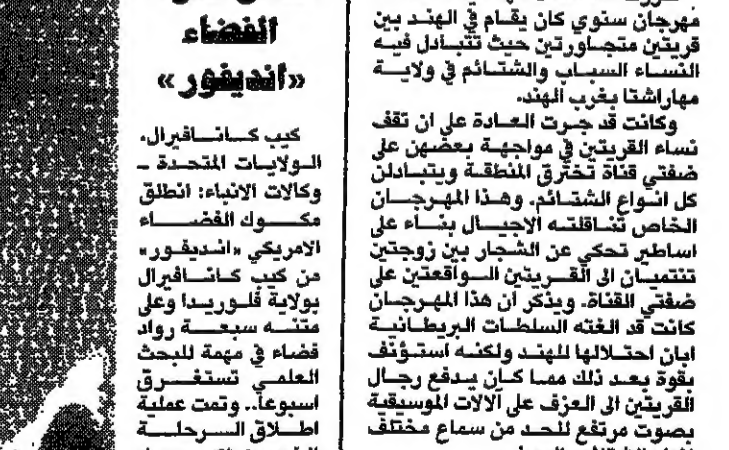 مهرجان سنوي كان يقام في الهند بين
قريتين متجاورتين حيث تتبادل فيه
النساء السباب والشتائم في ولاية
مهاراشتا بغرب الهند.
وكانت قد جرت العادة على ان تقف
نساء القريتين في مواجهة بعضهن على
ضفتي قناة تخترق المنطقة ويتبادلن
كل انواع الشتائم. وهذا المهرجان
الخاص تناقلته الاجيال بناء على
اساطير تحكي عن الشجار بين زوجتين
تنتميان الى القريتين الواقعتين على
ضفتي القناة. ويذكر ان هذا المهرجان
كانت قد الغته السلطات البريطانية
ابان احتلالها للهند ولكنه استؤنف
بقوة بعد ذلك مما كان يدفع رجال
القريتين الى العزف على الآلات الموسيقية
بصوت مرتفع للحد من سماع مختلف
الفضاء
«انديفور»
كيب كانافيرال.
الولايات المتحدة -
وكالات الانباء: انطلق
مكوك الفضاء
الامريكي «انديفور»
من كيب كانافيرال
بولاية فلوريدا وعلى
متنه سبعة رواد
فضاء في مهمة للبحث
العلمي تستغرق
اسبوعا.. وتمت عملية
اطلاق الرحلة